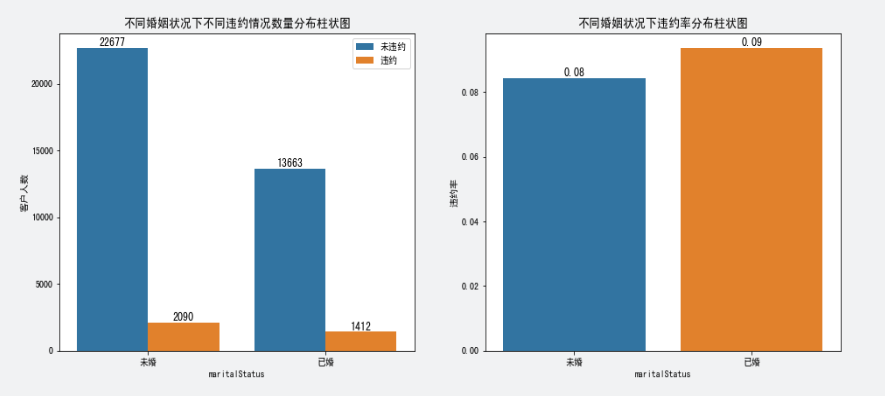 不同婚姻状况下不同违约情况数量分布柱状图
22677
未违约
违约
20000
15000
13663
客户人数
10000
5000
2090
1412
0
未婚
已婚
maritalStatus
不同婚姻状况下违约率分布柱状图
0.09
0.08
0.08
0.06
违约率
0.04
0.02
0.00
未婚
已婚
maritalStatus